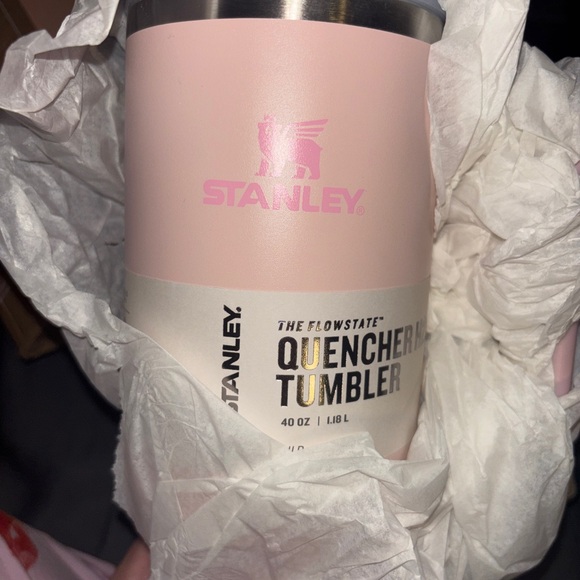 STANLEY®
STANLEY.
THE FLOWSTATE™
QUENCHER
TUMBLER
40 OZ | 1.18 L